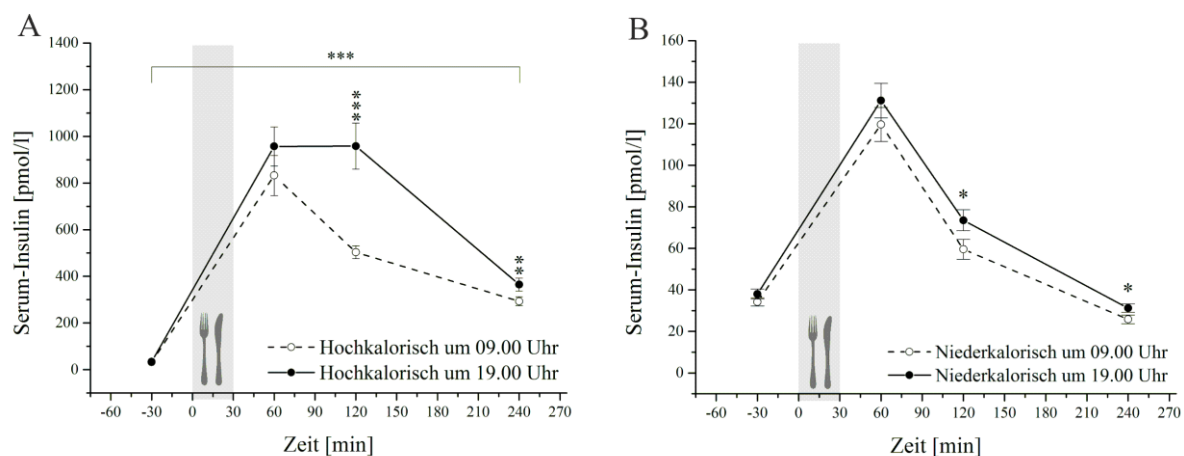 A
1400
1200
1000
800
600
400
200
0
Serum-Insulin [pmol/l]
***
***
**
Hochkalorisch um 09.00 Uhr
Hochkalorisch um 19.00 Uhr
-60 -30 0 30 60 90 120 150 180 210 240 270
Zeit [min]
B
160
140
120
100
80
60
40
20
0
Serum-Insulin [pmol/l]
*
*
Niederkalorisch um 09.00 Uhr
Niederkalorisch um 19.00 Uhr
-60 -30 0 30 60 90 120 150 180 210 240 270
Zeit [min]